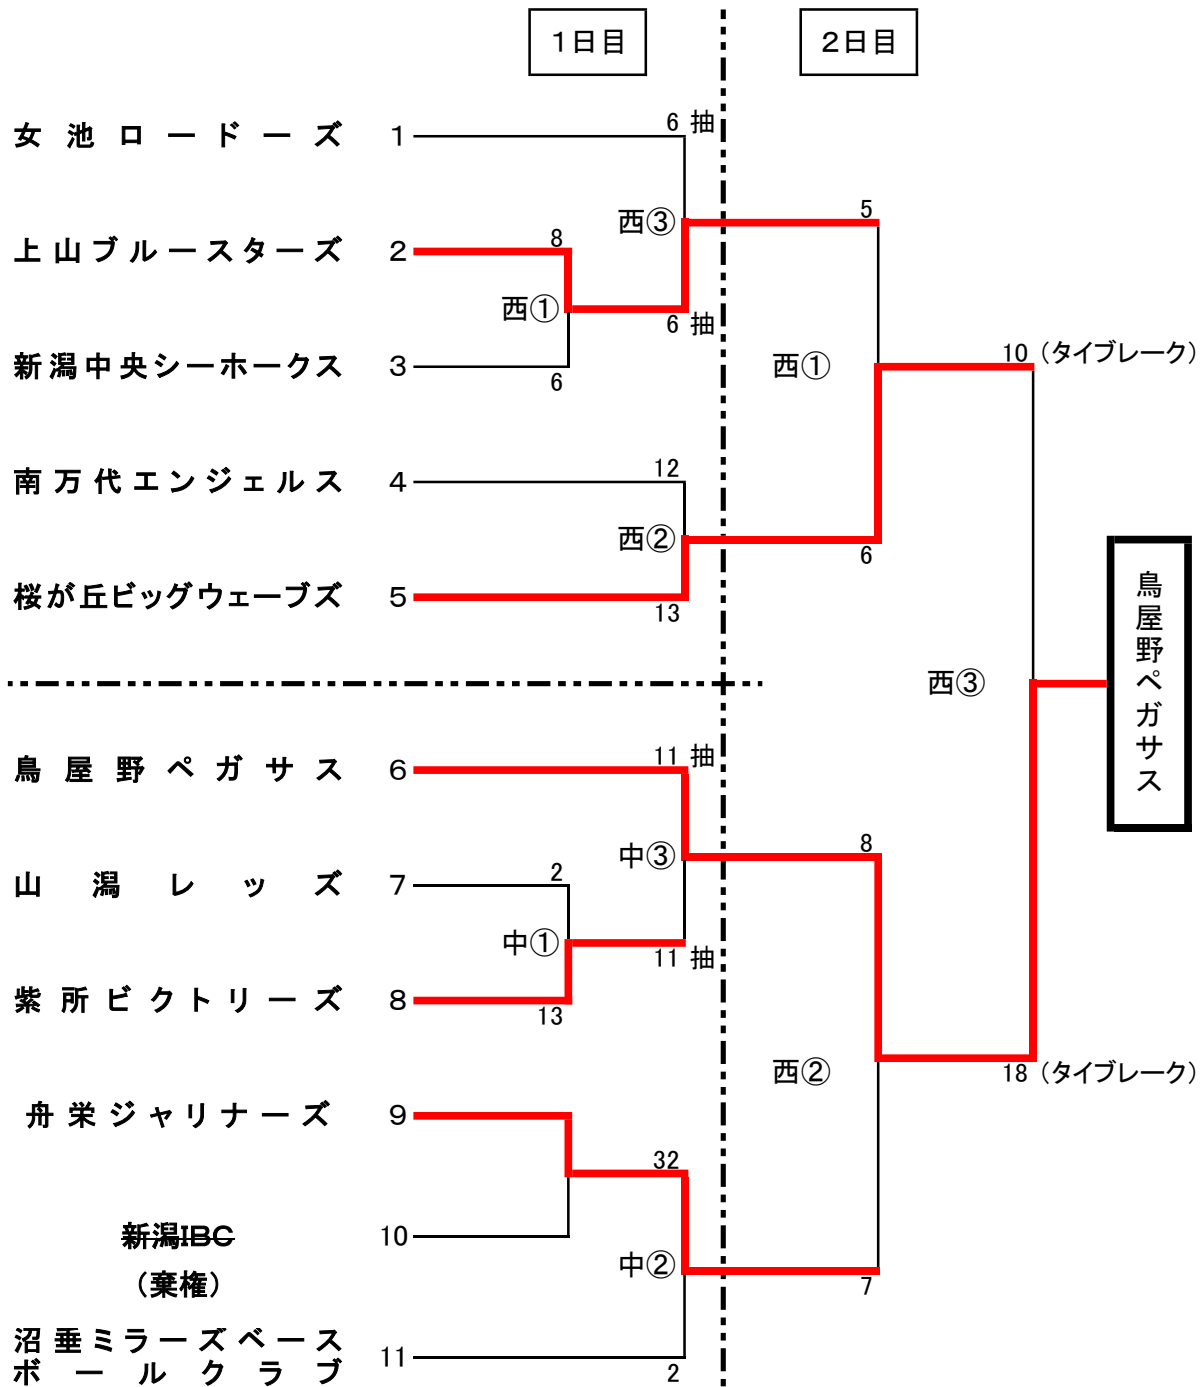 1日目
2日目
女池ロードーズ 1
6 抽
西③
5
上山ブルースターズ 2
8
西①
6 抽
新潟中央シーホークス 3
6
西①
10 (タイブレーク)
南万代エンジェルス 4
12
西②
6
桜が丘ビッグウェーブズ 5
13
西③
鳥屋野ペガサス
鳥屋野ペガサス 6
11 抽
中③
8
山潟レッズ 7
2
中①
11 抽
紫所ビクトリーズ 8
13
西②
18 (タイブレーク)
舟栄ジャリナーズ 9
32
新潟IBC 10
(棄権)
中②
7
沼垂ミラーズベース
ボールクラブ 11
2